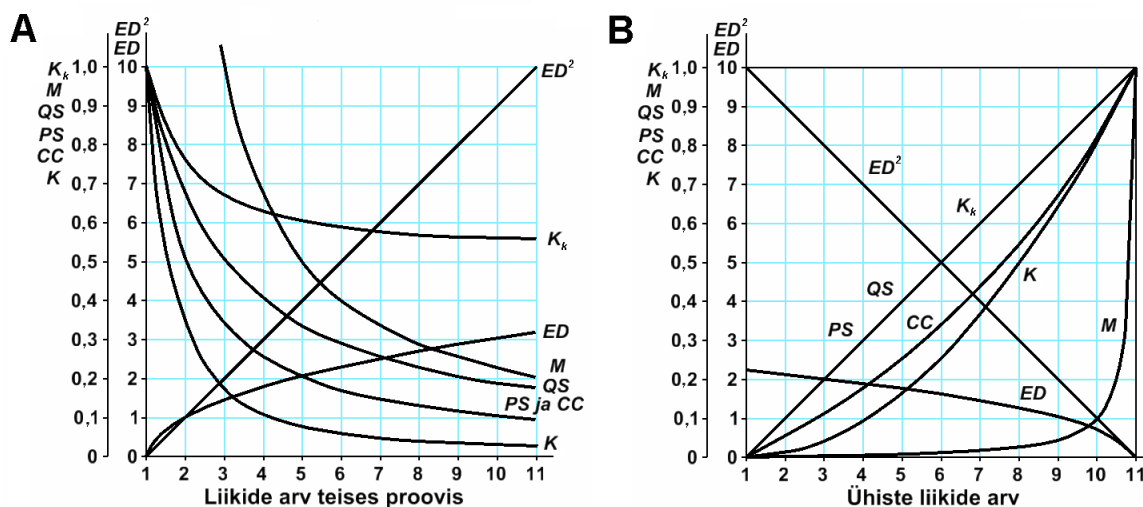 A
ED²
ED
K_k
M
QS
PS
CC
K
1,0
0,9
0,8
0,7
0,6
0,5
0,4
0,3
0,2
0,1
0
10
9
8
7
6
5
4
3
2
1
0
ED²
K_k
ED
M
QS
PS ja CC
K
1 2 3 4 5 6 7 8 9 10 11
Liikide arv teises proovis
B
ED²
ED
K_k
M
QS
PS
CC
K
1,0
0,9
0,8
0,7
0,6
0,5
0,4
0,3
0,2
0,1
0
10
9
8
7
6
5
4
3
2
1
0
ED²
K_k
QS
K
PS
CC
M
ED
1 2 3 4 5 6 7 8 9 10 11
Ühiste liikide arv